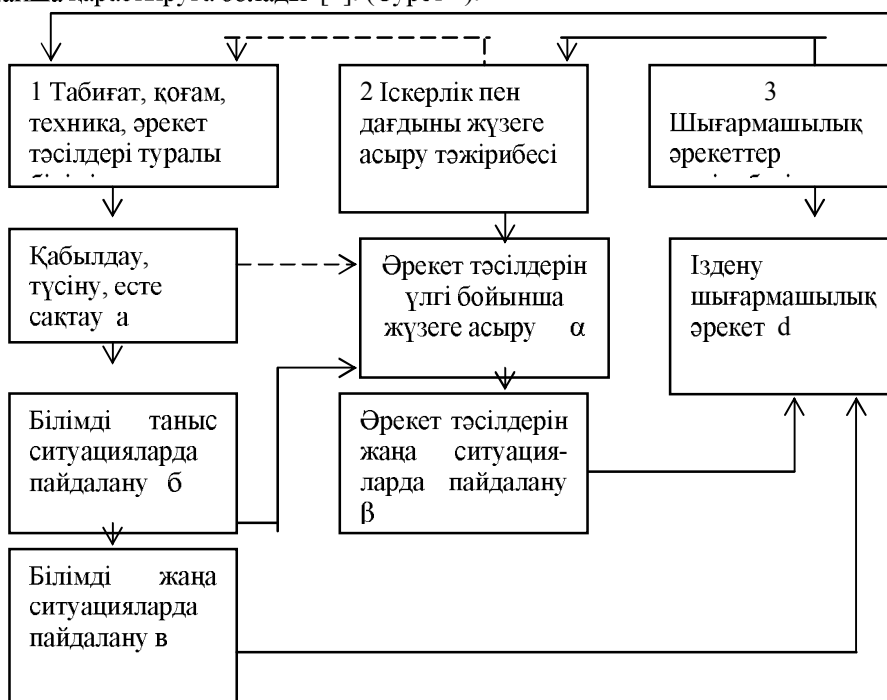 қарастыруға болады
1 Табиғат, қоғам,
техника, әрекет
тәсілдері туралы
2 Іскерлік пен
дағдыны жүзеге
асыру тәжірибесі
3
Шығармашылық
әрекеттер
Қабылдау,
түсіну, есте
сақтау а
Әрекет тәсілдерін
үлгі бойынша
жүзеге асыру α
Іздену
шығармашылық
әрекет d
Білімді таныс
ситуацияларда
пайдалану б
Әрекет тәсілдерін
жаңа ситуация-
ларда пайдалану
β
Білімді жаңа
ситуацияларда
пайдалану в